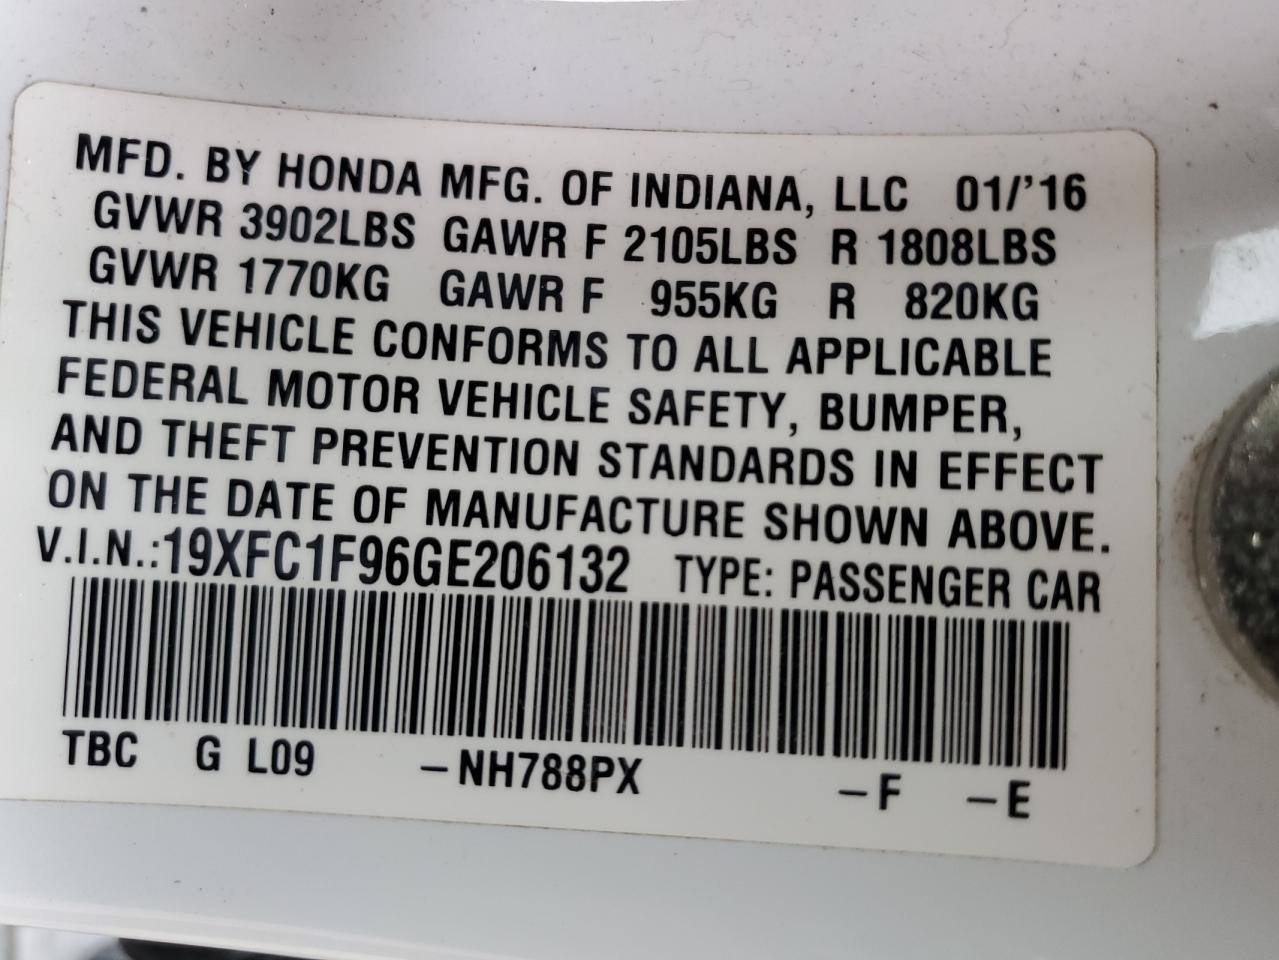 MFD. BY HONDA MFG. OF INDIANA, LLC 01/'16
GVWR 3902LBS GAWR F 2105LBS R 1808LBS
GVWR 1770KG GAWR F 955KG R 820KG
THIS VEHICLE CONFORMS TO ALL APPLICABLE
FEDERAL MOTOR VEHICLE SAFETY, BUMPER,
AND THEFT PREVENTION STANDARDS IN EFFECT
ON THE DATE OF MANUFACTURE SHOWN ABOVE.
V.I.N.:19XFC1F96GE206132 TYPE: PASSENGER CAR
TBC G L09 –NH788PX –F –E